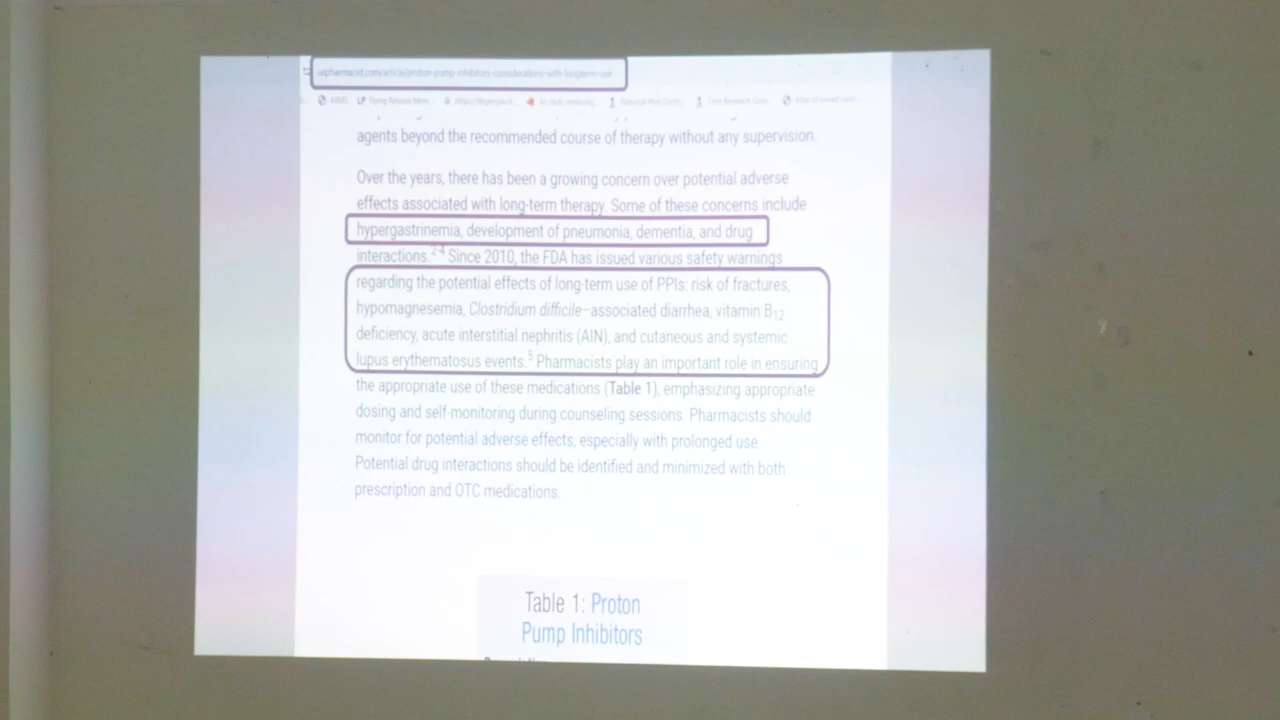 uspharmacist.com/article/proton-pump-inhibitors-considerations-with-longterm-use
AIIMS
agents beyond the recommended course of therapy without any supervision.
Over the years, there has been a growing concern over potential adverse
effects associated with long-term therapy. Some of these concerns include
hypergastrinemia, development of pneumonia, dementia, and drug
interactions.2-4 Since 2010, the FDA has issued various safety warnings
regarding the potential effects of long-term use of PPIs: risk of fractures,
hypomagnesemia, Clostridium difficile–associated diarrhea, vitamin B12
deficiency, acute interstitial nephritis (AIN), and cutaneous and systemic
lupus erythematosus events.5 Pharmacists play an important role in ensuring
the appropriate use of these medications (Table 1), emphasizing appropriate
dosing and self-monitoring during counseling sessions. Pharmacists should
monitor for potential adverse effects, especially with prolonged use.
Potential drug interactions should be identified and minimized with both
prescription and OTC medications.
Table 1: Proton
Pump Inhibitors